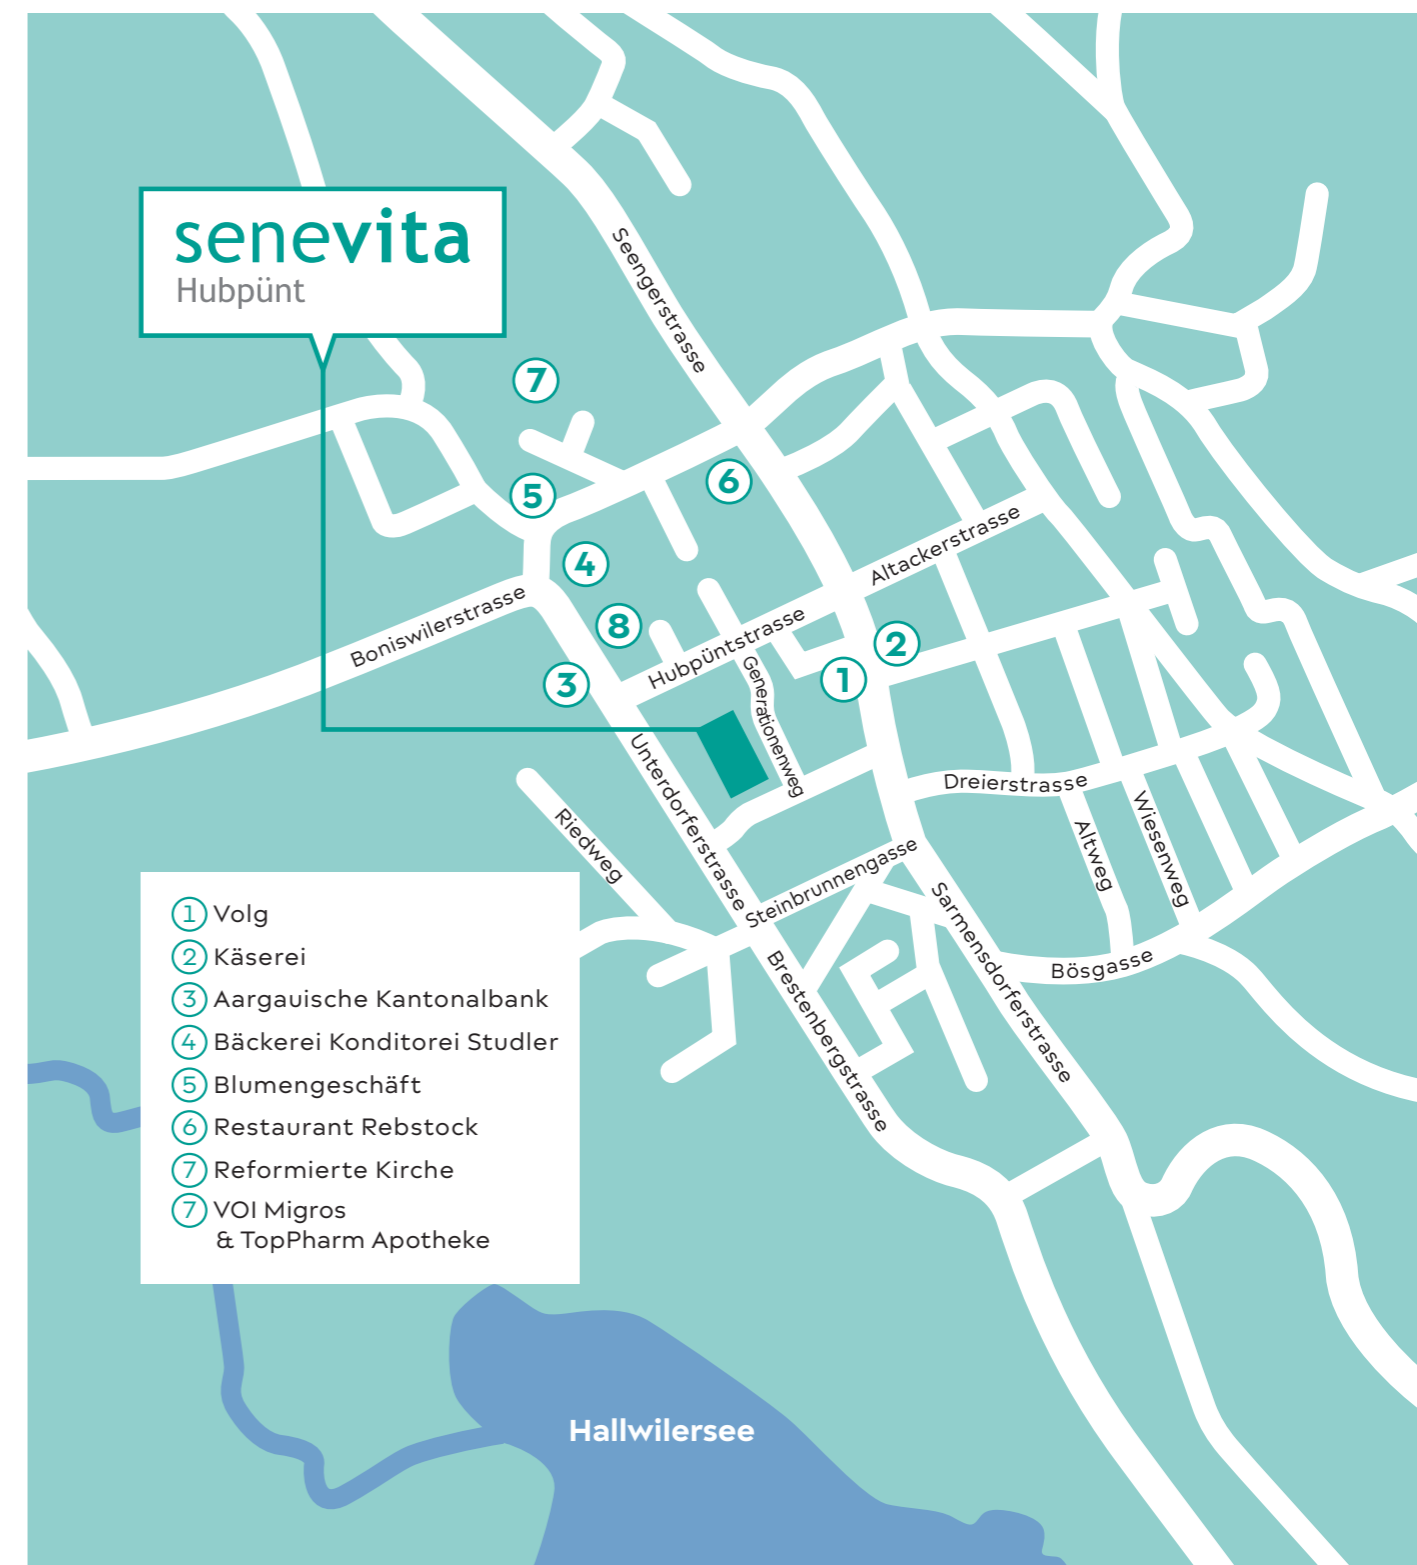 senevita
Hubpünt
Seengerstrasse
7
5
6
4
8
3
2
1
Altackerstrasse
Boniswilerstrasse
Hubpüntstrasse
Generationenweg
Unterdorferstrasse
Dreierstrasse
Riedweg
Altweg
Wiesenweg
Steinbrunnengasse
Sarmensdorferstrasse
Bösgasse
Brestenbergstrasse
1 Volg
2 Käserei
3 Aargauische Kantonalbank
4 Bäckerei Konditorei Studler
5 Blumengeschäft
6 Restaurant Rebstock
7 Reformierte Kirche
7 VOI Migros
& TopPharm Apotheke
Hallwilersee